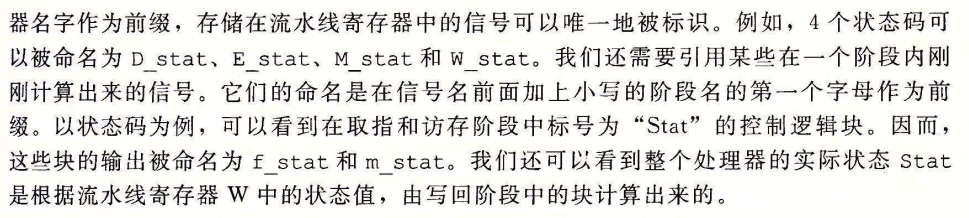 器名字作为前缀，存储在流水线寄存器中的信号可以唯一地被标识。例如，4 个状态码可
以被命名为 D_stat、E_stat、M_stat 和 W_stat。我们还需要引用某些在一个阶段内刚
刚计算出来的信号。它们的命名是在信号名前面加上小写的阶段名的第一个字母作为前
缀。以状态码为例，可以看到在取指和访存阶段中标号为“Stat”的控制逻辑块。因而，
这些块的输出被命名为 f_stat 和 m_stat。我们还可以看到整个处理器的实际状态 Stat
是根据流水线寄存器 W 中的状态值，由写回阶段中的块计算出来的。